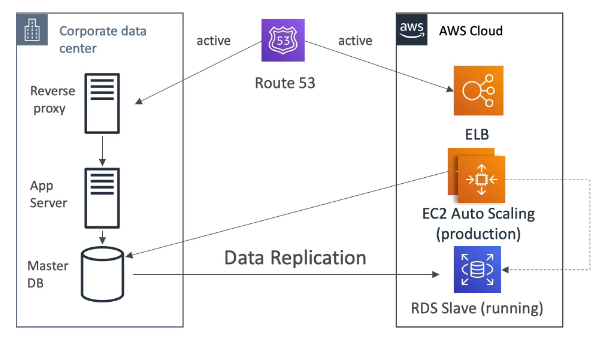 Corporate data
center
active
53
active
Route 53
aws
AWS Cloud
Reverse
proxy
ELB
App
Server
EC2 Auto Scaling
(production)
Master
DB
Data Replication
RDS Slave (running)